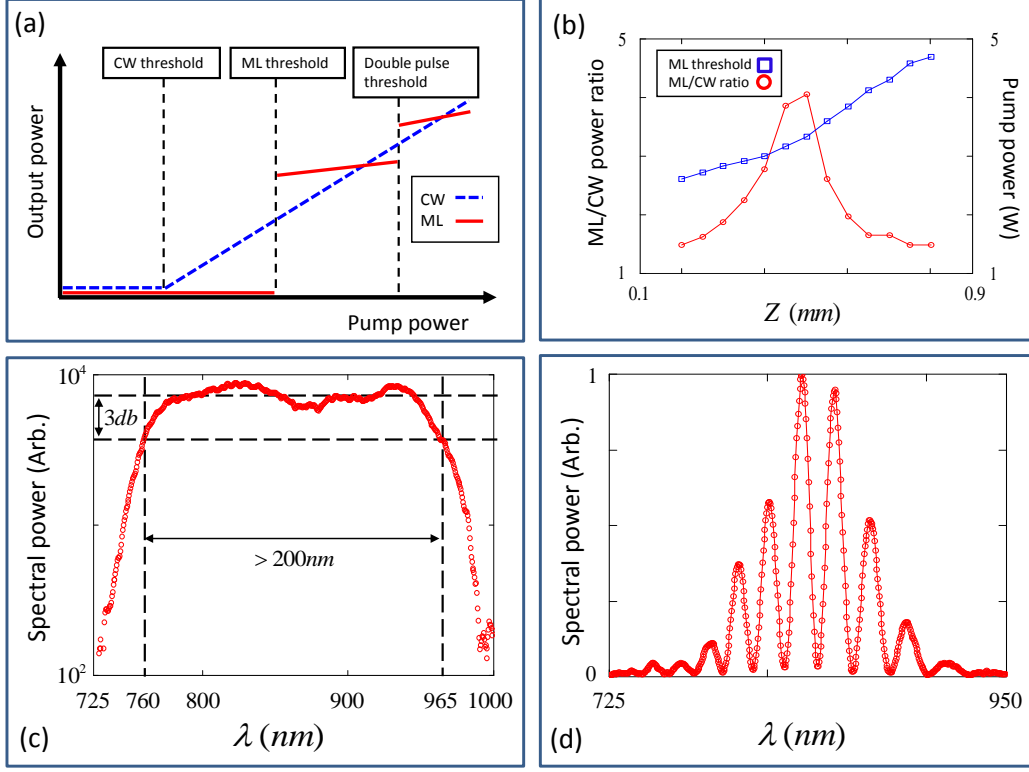 (a)
CW threshold
ML threshold
Double pulse
threshold
Output power
CW
ML
Pump power
(b)
5
5
ML threshold
ML/CW ratio
ML/CW power ratio
Pump power (W)
1
1
0.1
0.9
Z (mm)
10^4
3db
Spectral power (Arb.)
> 200nm
10^2
725 760 800 900 965 1000
(c)
λ (nm)
1
Spectral power (Arb.)
0
725
950
(d)
λ (nm)